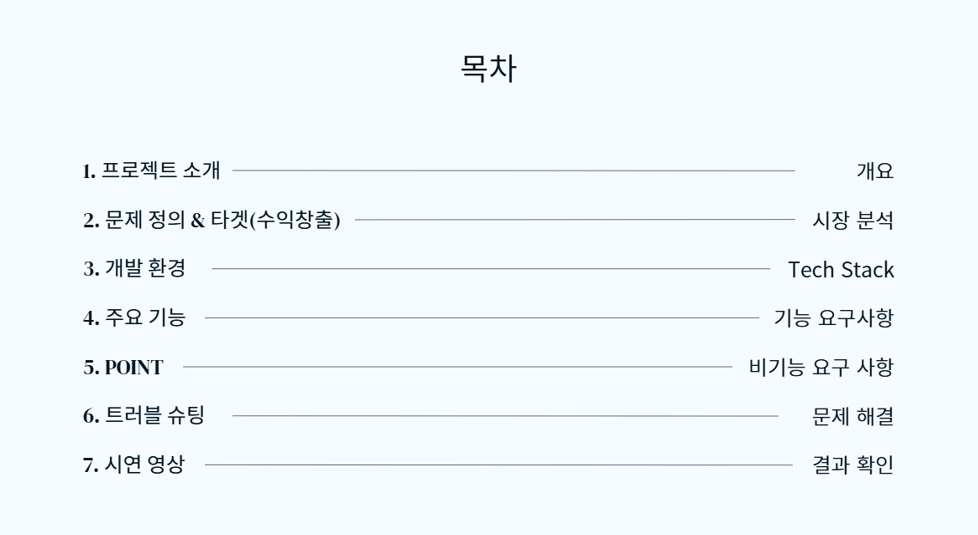 목차
1. 프로젝트 소개 개요
2. 문제 정의 & 타겟(수익창출) 시장 분석
3. 개발 환경 Tech Stack
4. 주요 기능 기능 요구사항
5. POINT 비기능 요구 사항
6. 트러블 슈팅 문제 해결
7. 시연 영상 결과 확인